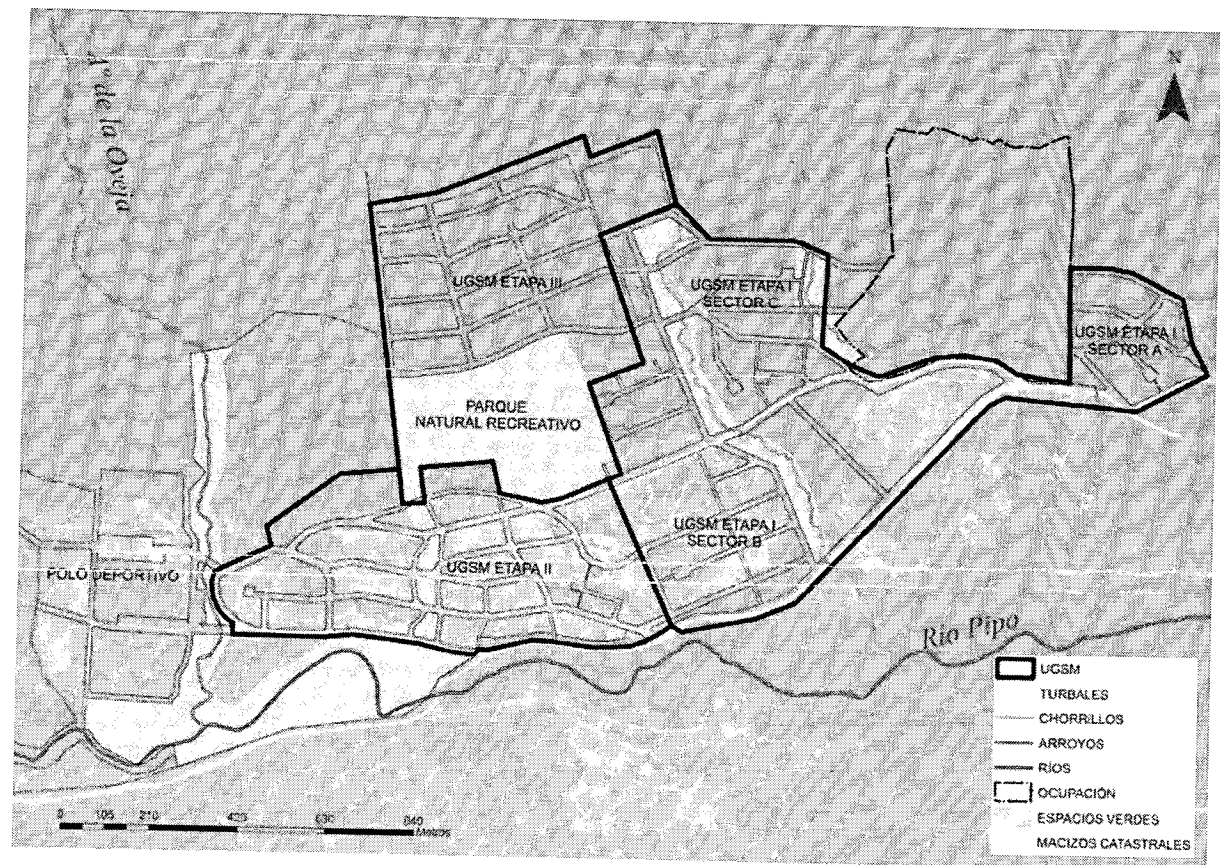 Aº de la Oveja
N
UGSM ETAPA III
UGSM ETAPA I
SECTOR C
UGSM ETAPA I
SECTOR A
PARQUE
NATURAL RECREATIVO
UGSM ETAPA I
SECTOR B
UGSM ETAPA II
POLO DEPORTIVO
Río Pipo
UGSM
TURBALES
CHORRILLOS
ARROYOS
RÍOS
OCUPACIÓN
ESPACIOS VERDES
MACIZOS CATASTRALES
0 105 210 420 630 840
Metros